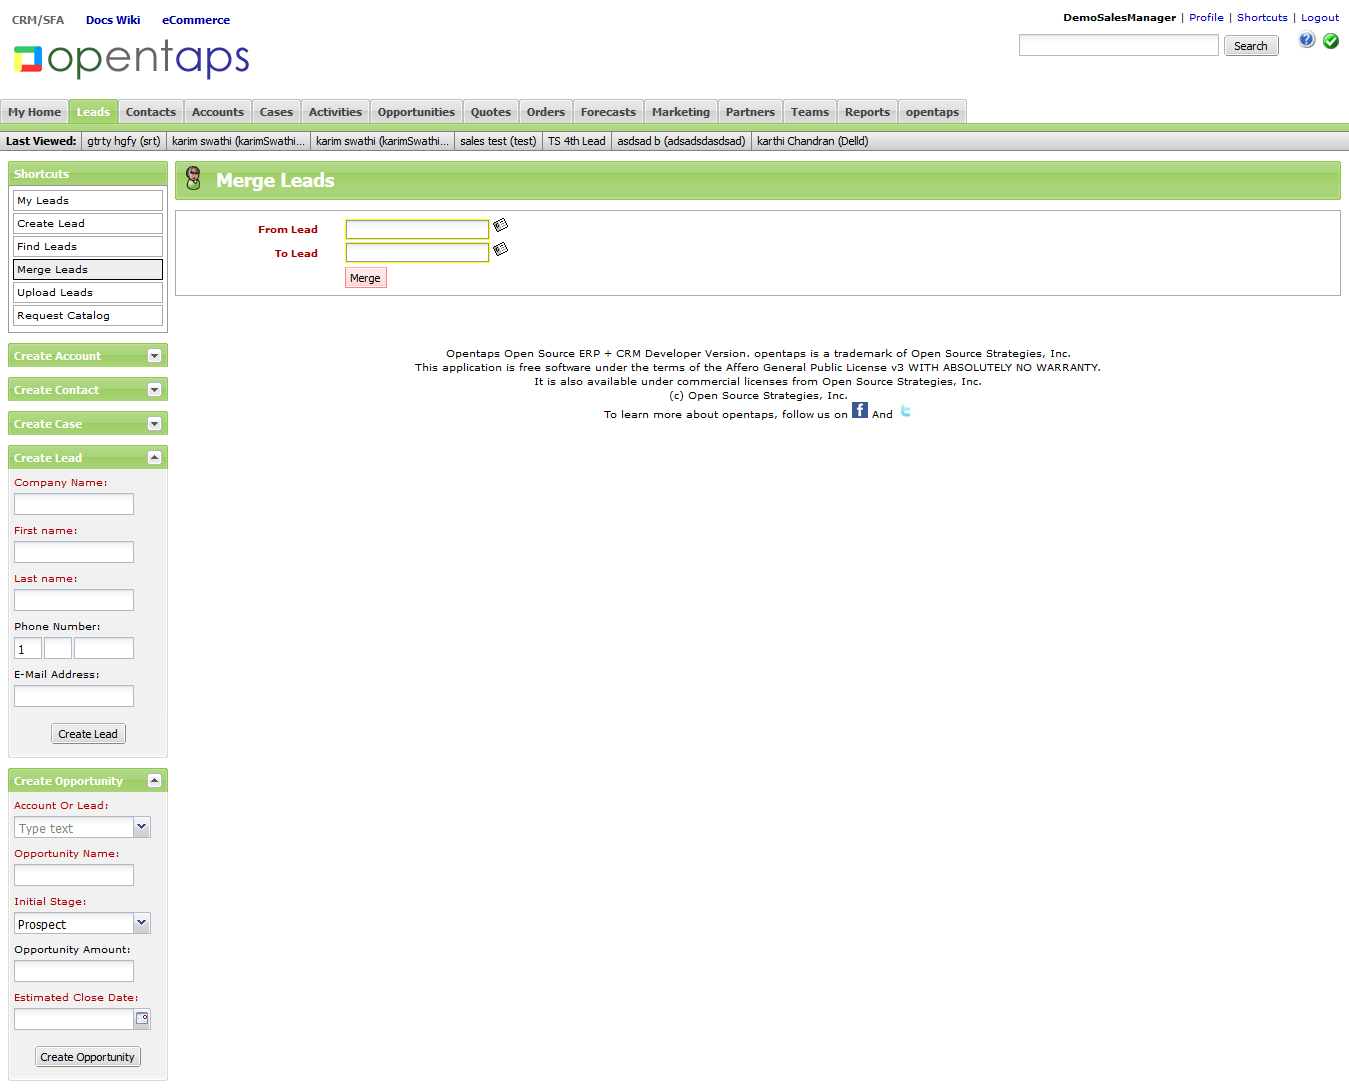 CRM/SFA Docs Wiki eCommerce
DemoSalesManager | Profile | Shortcuts | Logout
opentaps
Search
My Home Leads Contacts Accounts Cases Activities Opportunities Quotes Orders Forecasts Marketing Partners Teams Reports opentaps
Last Viewed: gtrty hgfy (srt) karim swathi (karimSwathi... karim swathi (karimSwathi... sales test (test) TS 4th Lead asdsad b (adsadsdasdsad) karthi Chandran (Delld)
Shortcuts
My Leads
Create Lead
Find Leads
Merge Leads
Upload Leads
Request Catalog
Merge Leads
From Lead
To Lead
Merge
Opentaps Open Source ERP + CRM Developer Version. opentaps is a trademark of Open Source Strategies, Inc.
This application is free software under the terms of the Affero General Public License v3 WITH ABSOLUTELY NO WARRANTY.
It is also available under commercial licenses from Open Source Strategies, Inc.
(c) Open Source Strategies, Inc.
To learn more about opentaps, follow us on f And t
Create Account
Create Contact
Create Case
Create Lead
Company Name:
First name:
Last name:
Phone Number:
1
E-Mail Address:
Create Lead
Create Opportunity
Account Or Lead:
Type text
Opportunity Name:
Initial Stage:
Prospect
Opportunity Amount:
Estimated Close Date:
Create Opportunity